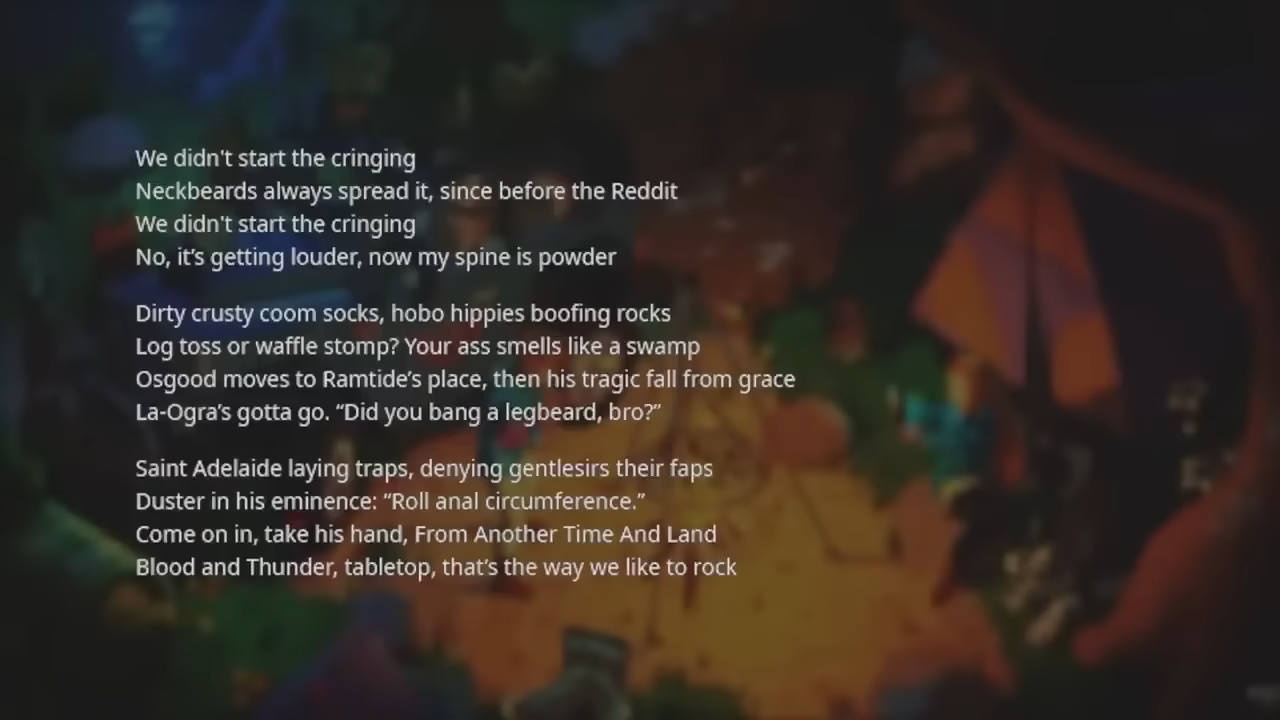 We didn't start the cringing
Neckbeards always spread it, since before the Reddit
We didn't start the cringing
No, it’s getting louder, now my spine is powder
Dirty crusty coom socks, hobo hippies boofing rocks
Log toss or waffle stomp? Your ass smells like a swamp
Osgood moves to Ramtide’s place, then his tragic fall from grace
La-Ogra’s gotta go. “Did you bang a legbeard, bro?”
Saint Adelaide laying traps, denying gentlesirs their faps
Duster in his eminence: “Roll anal circumference.”
Come on in, take his hand, From Another Time And Land
Blood and Thunder, tabletop, that’s the way we like to rock